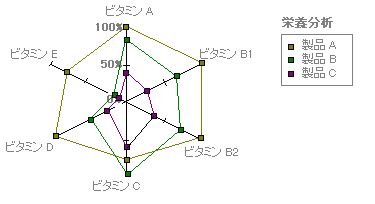 ビタミン A
栄養分析
製品 A
製品 B
製品 C
100%
ビタミン E
ビタミン B1
50%
0%
ビタミン D
ビタミン B2
ビタミン C